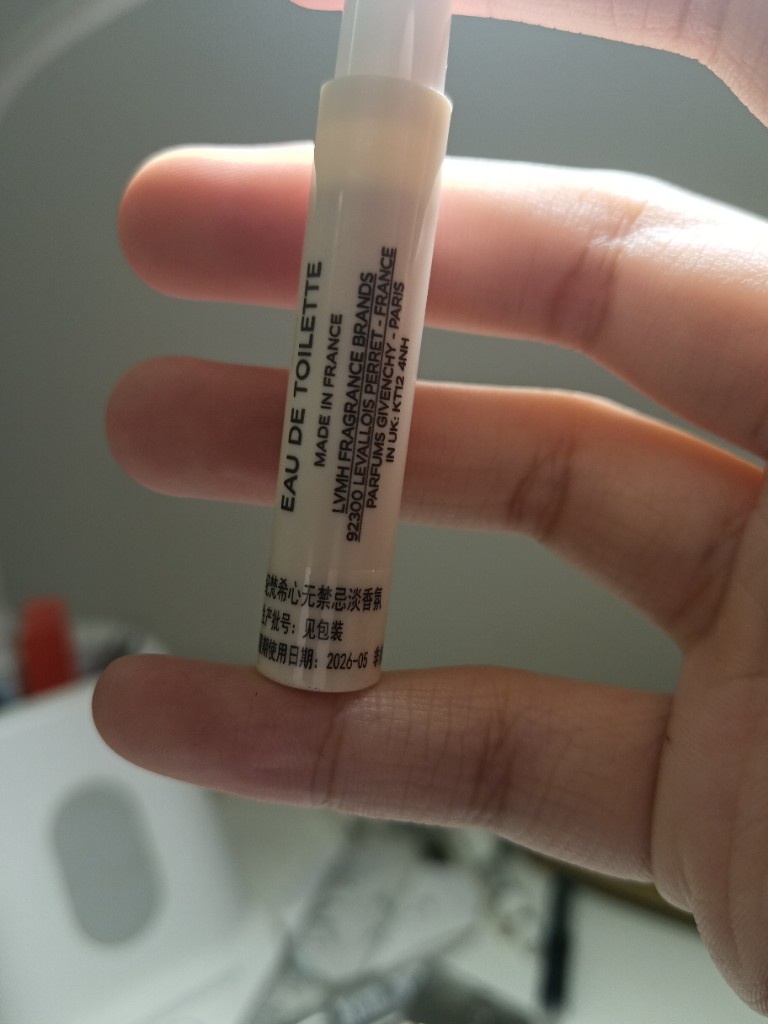 EAU DE TOILETTE
MADE IN FRANCE
LVMH FRAGRANCE BRANDS
92300 LEVALLOIS PERRET - FRANCE
PARFUMS GIVENCHY - PARIS
IN UK: KT12 4NH
梵希心无禁忌淡香氛
生产批号：见包装
期使用日期：2026-05